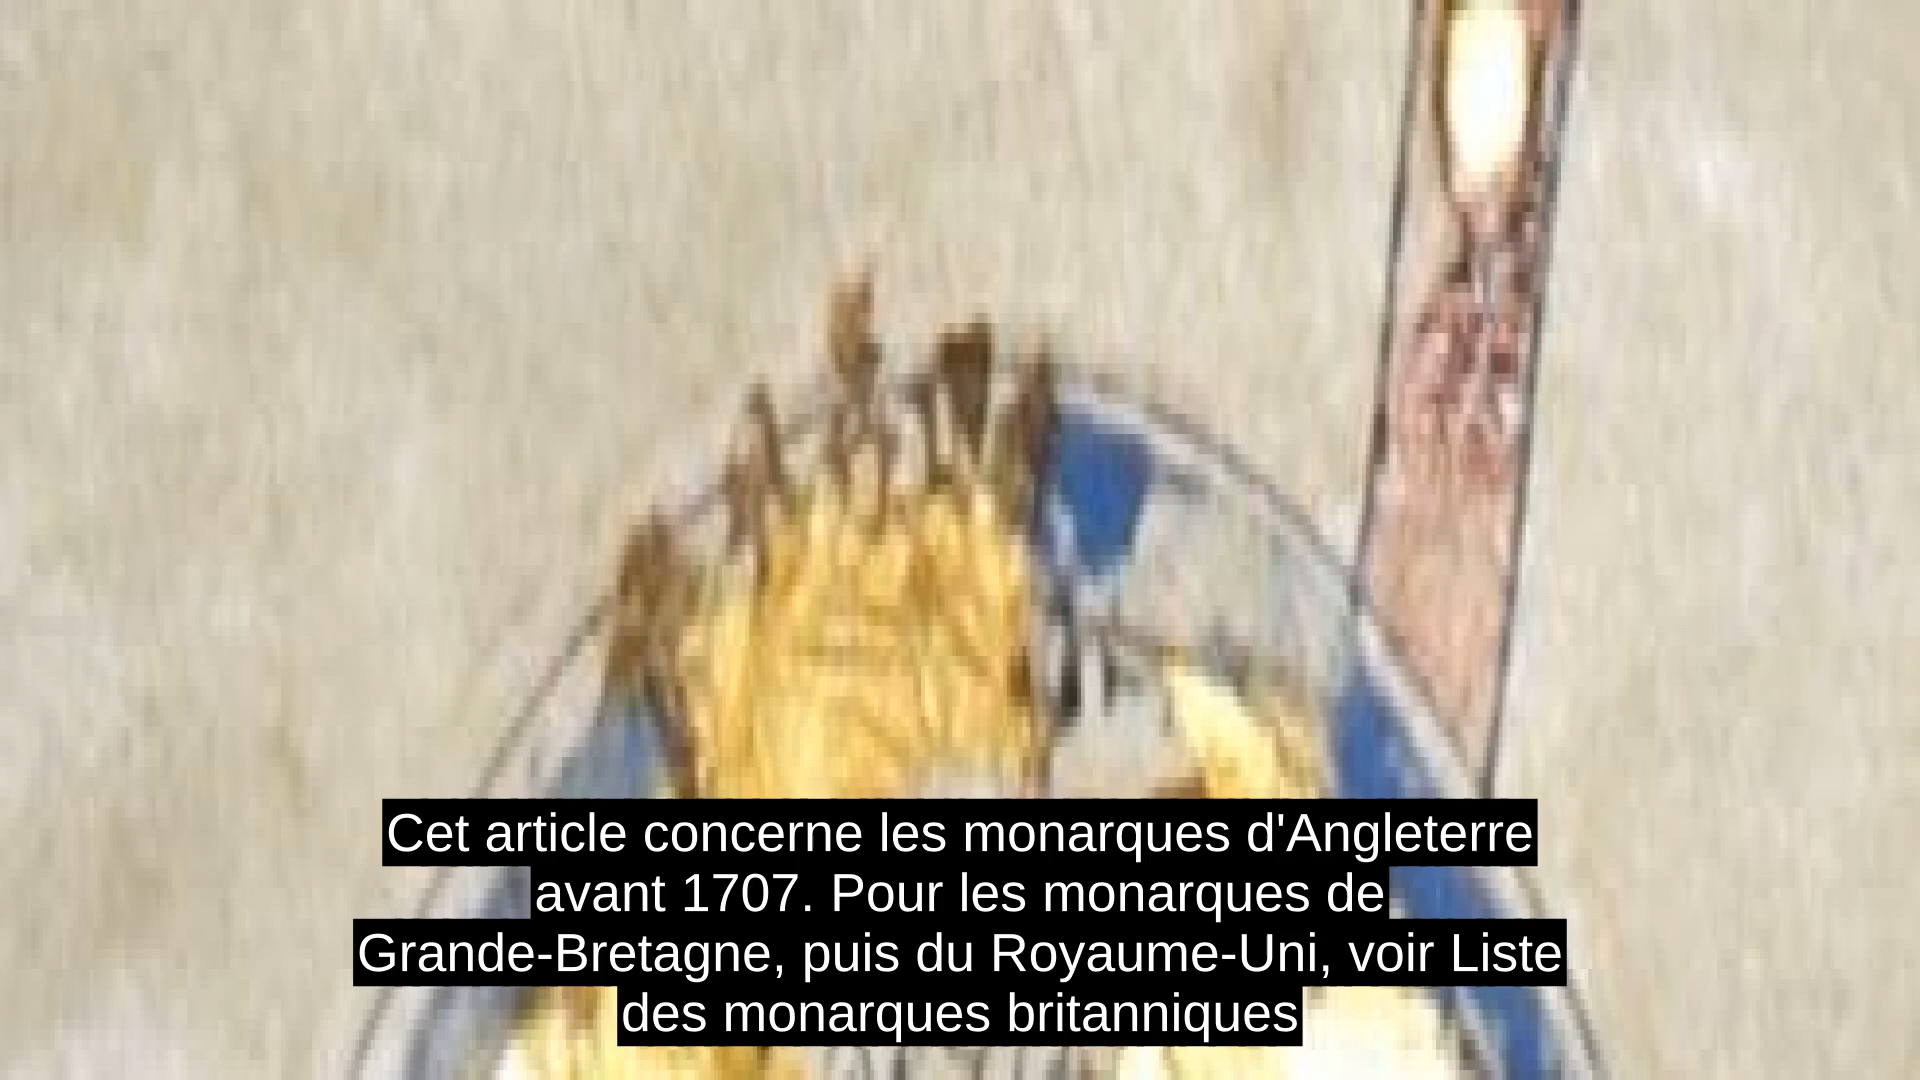 Cet article concerne les monarques d'Angleterre
avant 1707. Pour les monarques de
Grande-Bretagne, puis du Royaume-Uni, voir Liste
des monarques britanniques